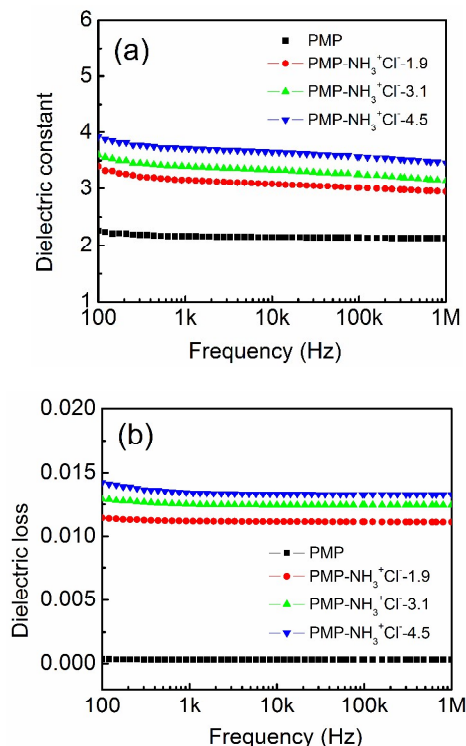 (a)
PMP
PMP-NH₃⁺Cl⁻-1.9
PMP-NH₃⁺Cl⁻-3.1
PMP-NH₃⁺Cl⁻-4.5
6
5
4
3
2
1
Dielectric constant
100 1k 10k 100k 1M
Frequency (Hz)
(b)
0.020
0.015
0.010
0.005
0.000
Dielectric loss
PMP
PMP-NH₃⁺Cl⁻-1.9
PMP-NH₃'Cl⁻-3.1
PMP-NH₃⁺Cl⁻-4.5
100 1k 10k 100k 1M
Frequency (Hz)